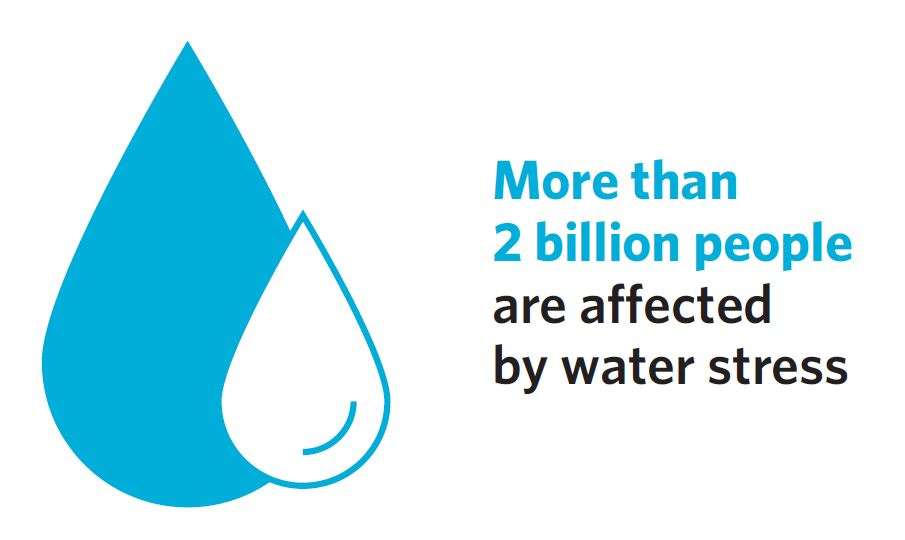 More than
2 billion people
are affected
by water stress